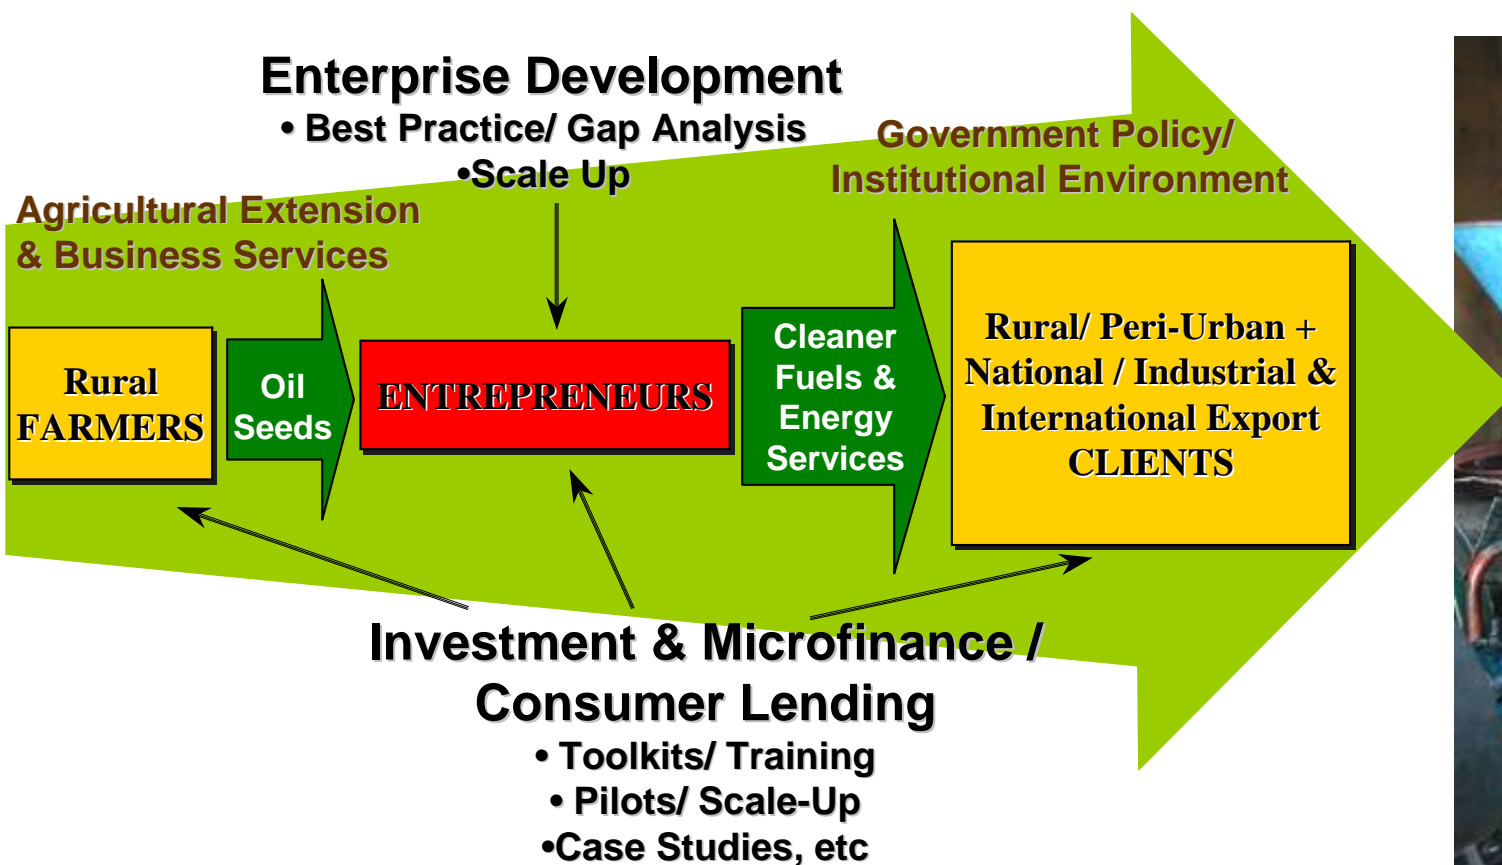 Enterprise Development
• Best Practice/ Gap Analysis
•Scale Up
Government Policy/
Institutional Environment
Agricultural Extension
& Business Services
Rural
FARMERS
Oil
Seeds
ENTREPRENEURS
Cleaner
Fuels &
Energy
Services
Rural/ Peri-Urban +
National / Industrial &
International Export
CLIENTS
Investment & Microfinance /
Consumer Lending
• Toolkits/ Training
• Pilots/ Scale-Up
•Case Studies, etc